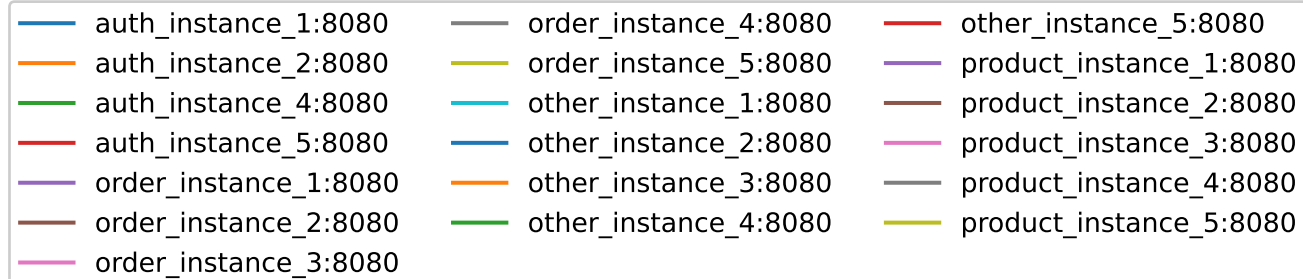 auth_instance_1:8080
auth_instance_2:8080
auth_instance_4:8080
auth_instance_5:8080
order_instance_1:8080
order_instance_2:8080
order_instance_3:8080
order_instance_4:8080
order_instance_5:8080
other_instance_1:8080
other_instance_2:8080
other_instance_3:8080
other_instance_4:8080
other_instance_5:8080
product_instance_1:8080
product_instance_2:8080
product_instance_3:8080
product_instance_4:8080
product_instance_5:8080